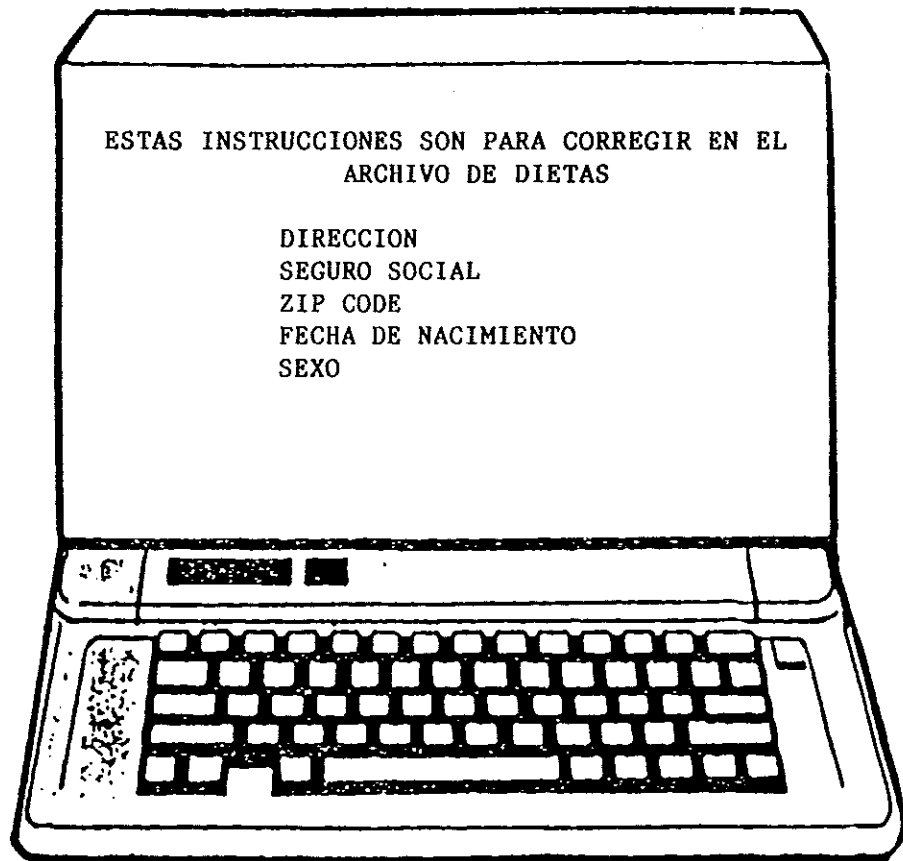 ESTAS INSTRUCCIONES SON PARA CORREGIR EN EL
ARCHIVO DE DIETAS
DIRECCION
SEGURO SOCIAL
ZIP CODE
FECHA DE NACIMIENTO
SEXO